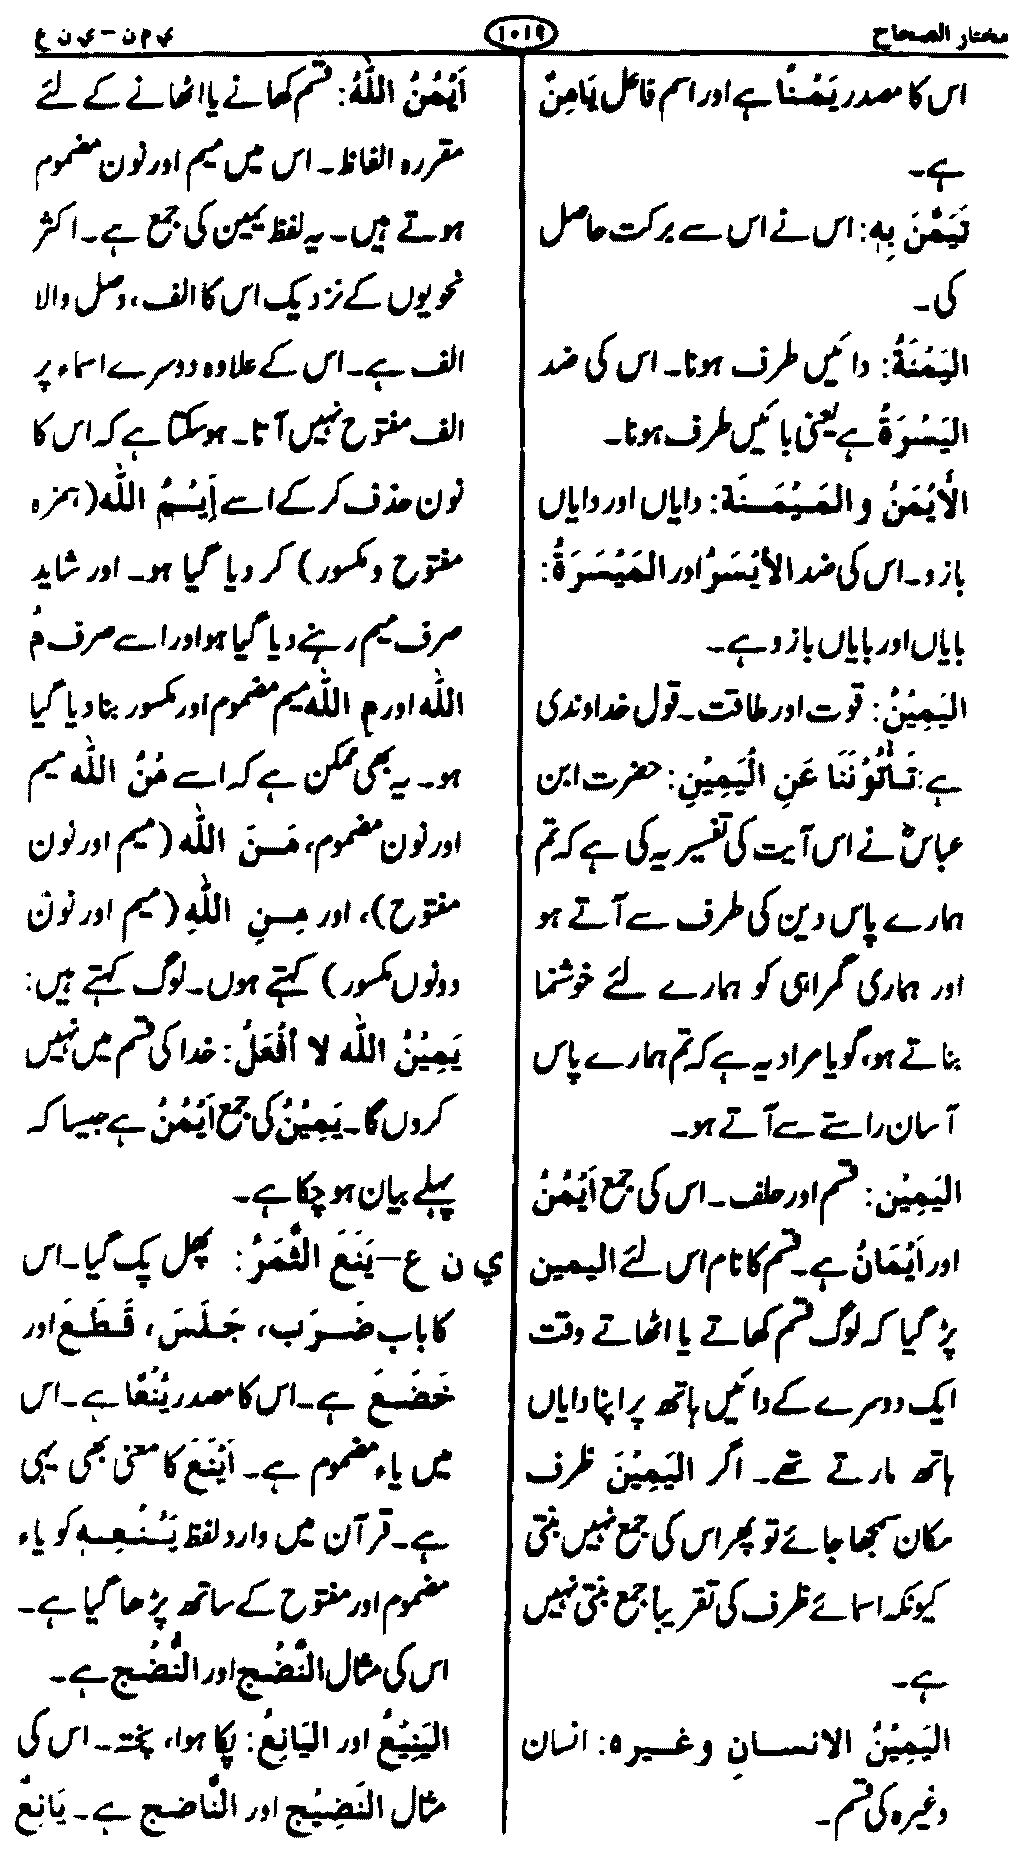 مختار الصحاح
۱۰۱۹
ي م ن - ي ن ع
اس کا مصدر يَمْنًا ہے اور اسم فاعل يَامِنٌ
ہے۔
تَيَمَّنَ بِهِ: اس نے اس سے برکت حاصل
کی۔
اليَمْنَةُ: دائیں طرف ہونا۔ اس کی ضد
اليَسْرَةُ ہے یعنی بائیں طرف ہونا۔
الأَيْمَنُ و المَيْمَنَة: دایاں اور دایاں
بازو۔ اس کی ضد الأَيْسَرُ اور المَيْسَرَةُ:
بایاں اور بایاں بازو ہے۔
اليَمِيْنُ: قوت اور طاقت۔ قول خداوندی
ہے: تَأْتُوْنَنَا عَنِ الْيَمِيْنِ: حضرت ابن
عباسؓ نے اس آیت کی تفسیر یہ کی ہے کہ تم
ہمارے پاس دین کی طرف سے آتے ہو
اور ہماری گمراہی کو ہمارے لئے خوشنما
بناتے ہو، گویا مراد یہ ہے کہ تم ہمارے پاس
آسان راستے سے آتے ہو۔
اليَمِيْن: قسم اور حلف۔ اس کی جمع أَيْمُنُ
اور أَيْمَانٌ ہے۔ قسم کا نام اس لئے الیمین
پڑ گیا کہ لوگ قسم کھاتے یا اٹھاتے وقت
ایک دوسرے کے دائیں ہاتھ پر اپنا دایاں
ہاتھ مارتے تھے۔ اگر اليَمِيْنَ ظرف
مکان سمجھا جائے تو پھر اس کی جمع نہیں بنتی
کیونکہ اسمائے ظرف کی تقریباً جمع بنتی نہیں
ہے۔
اليَمِيْنُ الانسانِ وغيره: انسان
وغیرہ کی قسم۔
أَيْمُنُ اللهُ: قسم کھانے یا اٹھانے کے لئے
مقررہ الفاظ۔ اس میں میم اور نون مضموم
ہوتے ہیں۔ یہ لفظ یمین کی جمع ہے۔ اکثر
نحویوں کے نزدیک اس کا الف، وصل والا
الف ہے۔ اس کے علاوہ دوسرے اسماء پر
الف مفتوح نہیں آتا۔ ہو سکتا ہے کہ اس کا
نون حذف کر کے اسے إَيْمُ الله (ہمزہ
مفتوح و مکسور) کر دیا گیا ہو۔ اور شاید
صرف میم رہنے دیا گیا ہو اور اسے صرف مُ
الله اور مِ الله میم مضموم اور مکسور بنا دیا گیا
ہو۔ یہ بھی ممکن ہے کہ اسے مُنُ الله میم
اور نون مضموم، مَنَ الله (میم اور نون
مفتوح)، اور مِنِ اللهِ (میم اور نون
دونوں مکسور) کہتے ہوں۔ لوگ کہتے ہیں:
يَمِيْنُ الله لا أفْعَلُ: خدا کی قسم میں نہیں
کروں گا۔ يَمِيْنُ کی جمع أَيْمُنُ ہے جیسا کہ
پہلے بیان ہو چکا ہے۔
ي ن ع - يَنَعَ الثَّمَرُ: پھل پک گیا۔ اس
کا باب ضَرَب، جَلَسَ، قَطَعَ اور
خَضَعَ ہے۔ اس کا مصدر يُنْعًا ہے۔ اس
میں یاء مضموم ہے۔ أَيْنَعَ کا معنی بھی یہی
ہے۔ قرآن میں وارد لفظ يَنْعِهِ کو یاء
مضموم اور مفتوح کے ساتھ پڑھا گیا ہے۔
اس کی مثال النَّضْج اور النُّضْج ہے۔
اليَنِيْعُ اور اليَانِعُ: پکا ہوا، پختہ۔ اس کی
مثال النَضِيْج اور النَّاضج ہے۔ يَانِعٌ